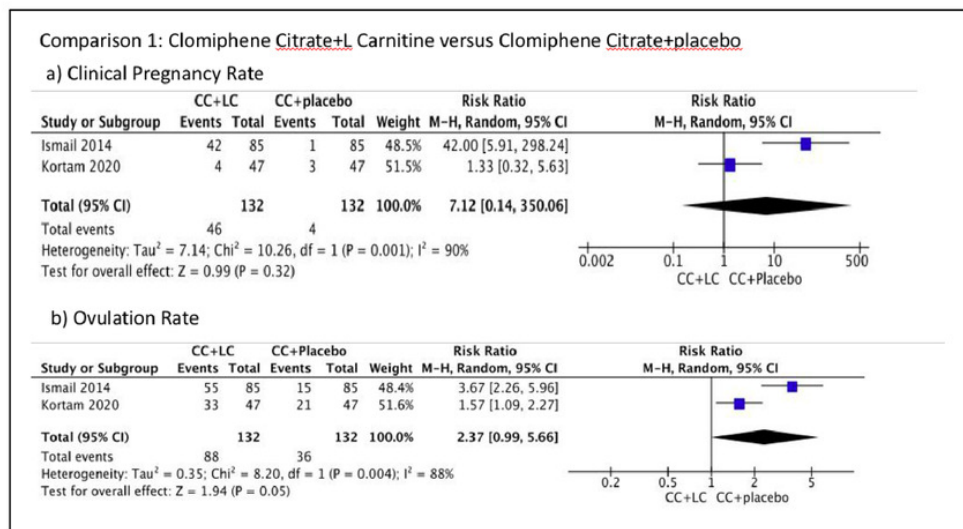 Comparison 1: Clomiphene Citrate+L Carnitine versus Clomiphene Citrate+placebo
a) Clinical Pregnancy Rate
CC+LC CC+placebo Risk Ratio Risk Ratio
Study or Subgroup Events Total Events Total Weight M-H, Random, 95% CI M-H, Random, 95% CI
Ismail 2014 42 85 1 85 48.5% 42.00 [5.91, 298.24]
Kortam 2020 4 47 3 47 51.5% 1.33 [0.32, 5.63]
Total (95% CI) 132 132 100.0% 7.12 [0.14, 350.06]
Total events 46 4
Heterogeneity: Tau² = 7.14; Chi² = 10.26, df = 1 (P = 0.001); I² = 90%
Test for overall effect: Z = 0.99 (P = 0.32)
0.002 0.1 1 10 500
CC+LC CC+Placebo
b) Ovulation Rate
CC+LC CC+Placebo Risk Ratio Risk Ratio
Study or Subgroup Events Total Events Total Weight M-H, Random, 95% CI M-H, Random, 95% CI
Ismail 2014 55 85 15 85 48.4% 3.67 [2.26, 5.96]
Kortam 2020 33 47 21 47 51.6% 1.57 [1.09, 2.27]
Total (95% CI) 132 132 100.0% 2.37 [0.99, 5.66]
Total events 88 36
Heterogeneity: Tau² = 0.35; Chi² = 8.20, df = 1 (P = 0.004); I² = 88%
Test for overall effect: Z = 1.94 (P = 0.05)
0.2 0.5 1 2 5
CC+LC CC+placebo